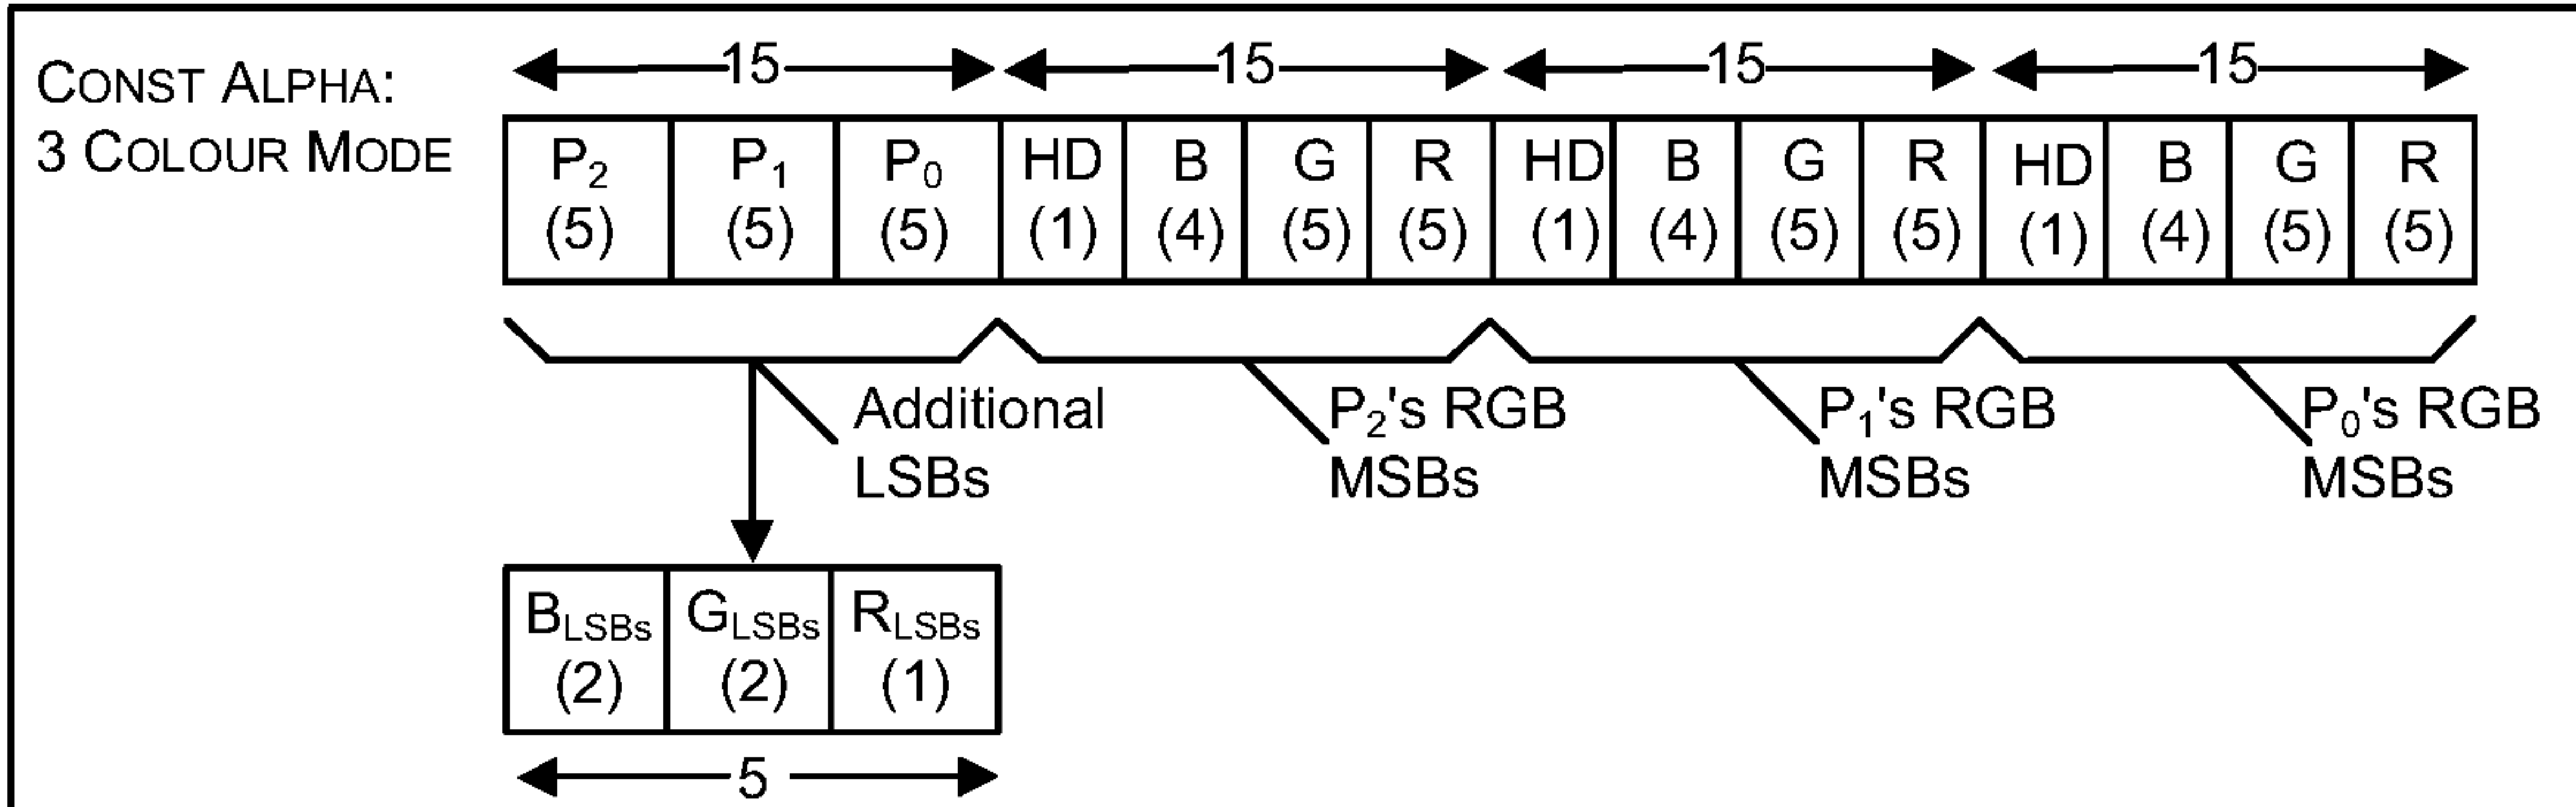 CONST ALPHA:
3 COLOUR MODE
15 15 15 15
P2 P1 P0 HD B G R HD B G R HD B G R
(5) (5) (5) (1) (4) (5) (5) (1) (4) (5) (5) (1) (4) (5) (5)
Additional P2's RGB P1's RGB P0's RGB
LSBs MSBs MSBs MSBs
BLSBs GLSBs RLSBs
(2) (2) (1)
5